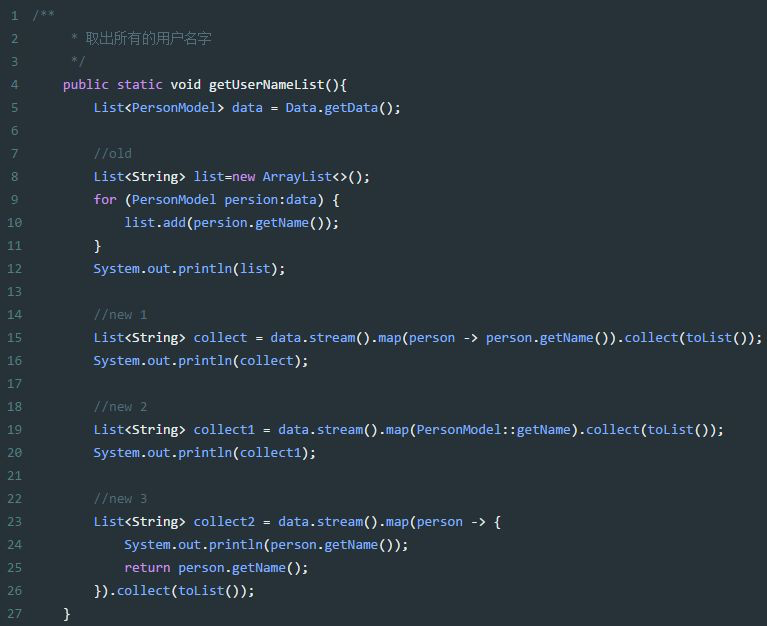 1 /**
2      * 取出所有的用户名字
3      */
4     public static void getUserNameList(){
5         List<PersonModel> data = Data.getData();
6
7         //old
8         List<String> list=new ArrayList<>();
9         for (PersonModel persion:data) {
10             list.add(persion.getName());
11         }
12         System.out.println(list);
13
14         //new 1
15         List<String> collect = data.stream().map(person -> person.getName()).collect(toList());
16         System.out.println(collect);
17
18         //new 2
19         List<String> collect1 = data.stream().map(PersonModel::getName).collect(toList());
20         System.out.println(collect1);
21
22         //new 3
23         List<String> collect2 = data.stream().map(person -> {
24             System.out.println(person.getName());
25             return person.getName();
26         }).collect(toList());
27     }